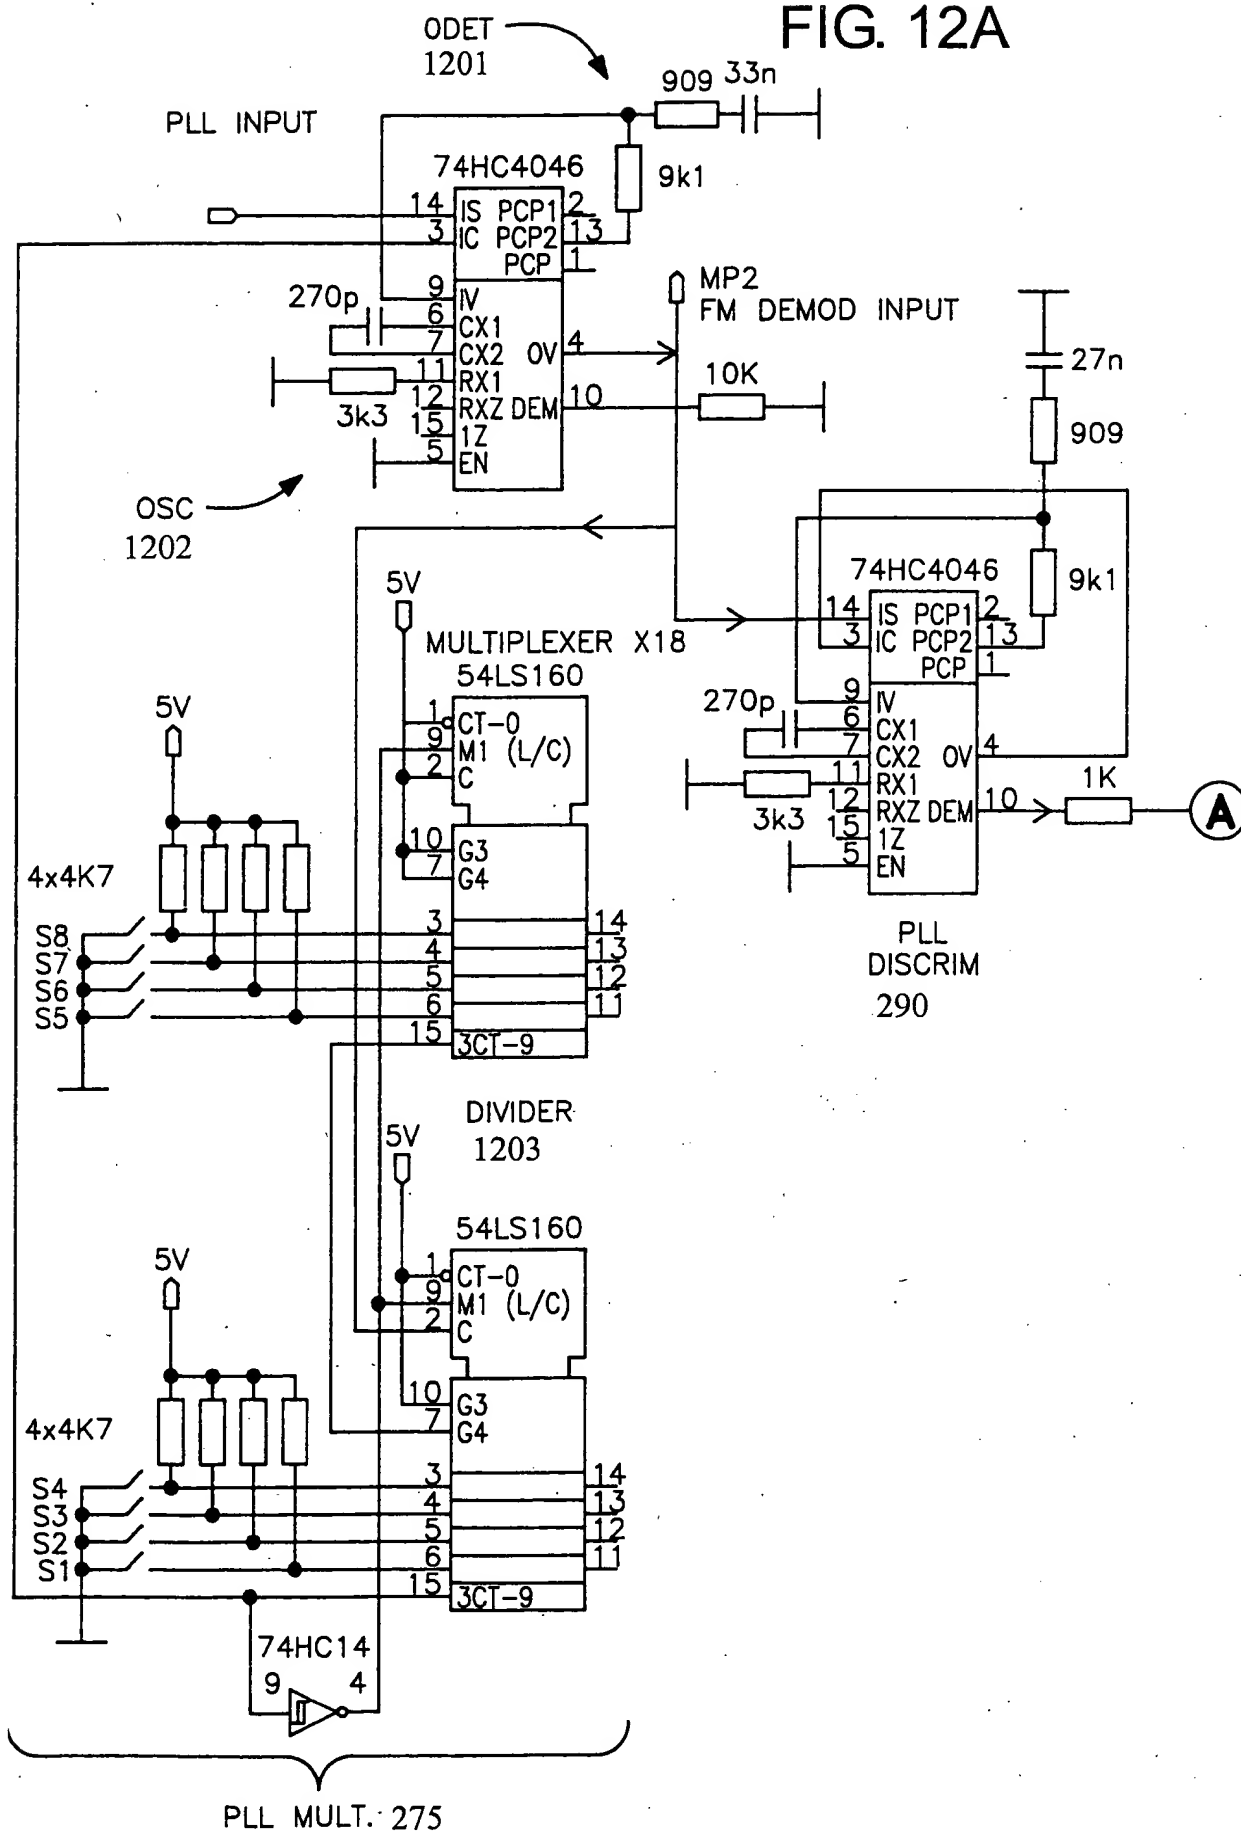 FIG. 12A
ODET
1201
909 33n
PLL INPUT
74HC4046
9k1
14 IS PCP1 2
3 IC PCP2 13
PCP 1
9 IV
270p
6 CX1
7 CX2 OV 4
11 RX1
3k3
12 RXZ DEM 10
15 1Z
5 EN
MP2
FM DEMOD INPUT
10K
27n
909
OSC
1202
74HC4046
9k1
14 IS PCP1 2
3 IC PCP2 13
PCP 1
9 IV
270p
6 CX1
7 CX2 OV 4
11 RX1
3k3
12 RXZ DEM 10
15 1Z
5 EN
1K
A
PLL
DISCRIM
290
5V
MULTIPLEXER X18
54LS160
5V
1 CT-0
9 M1 (L/C)
2 C
10 G3
7 G4
4x4K7
S8 3 14
S7 4 13
S6 5 12
S5 6 11
15 3CT-9
DIVIDER
1203
5V
54LS160
5V
1 CT-0
9 M1 (L/C)
2 C
10 G3
7 G4
4x4K7
S4 3 14
S3 4 13
S2 5 12
S1 6 11
15 3CT-9
74HC14
9 4
PLL MULT. 275